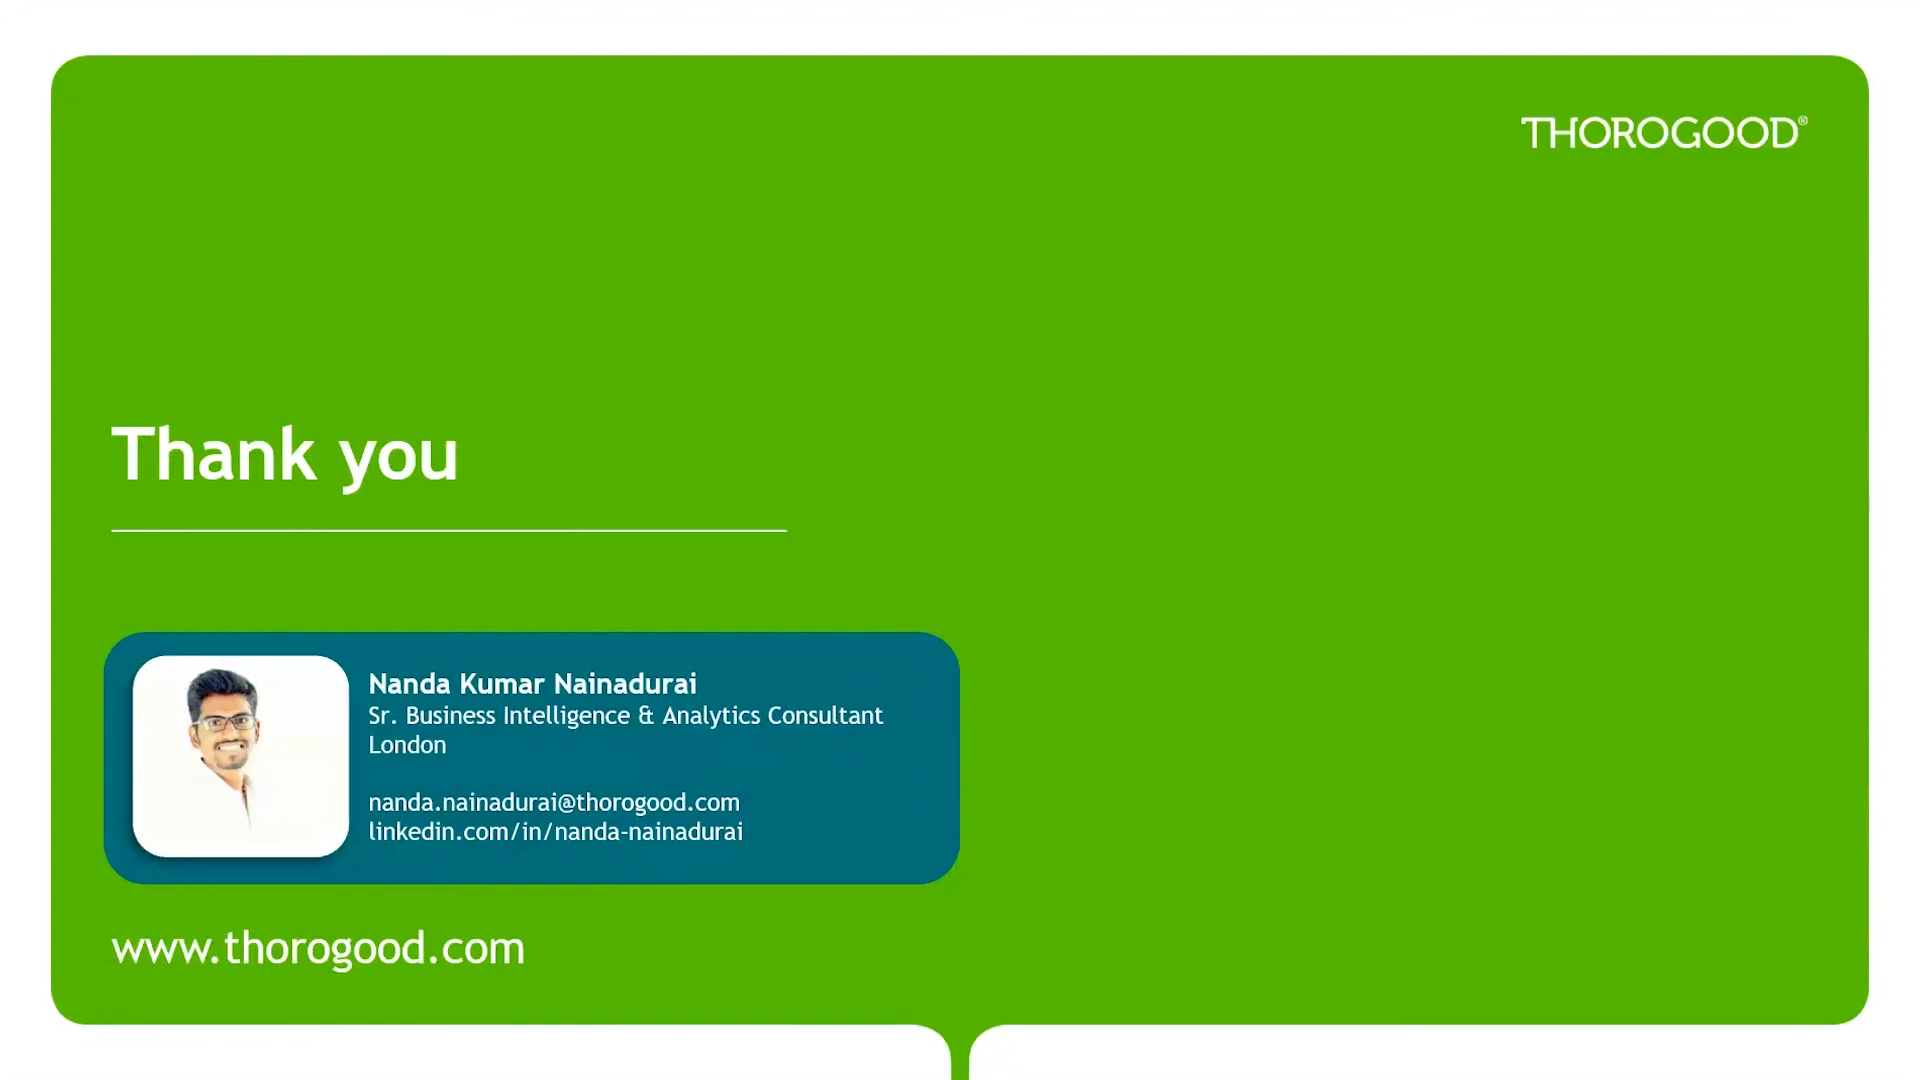 THOROGOOD®
Thank you
Nanda Kumar Nainadurai
Sr. Business Intelligence & Analytics Consultant
London
nanda.nainadurai@thorogood.com
linkedin.com/in/nanda-nainadurai
www.thorogood.com